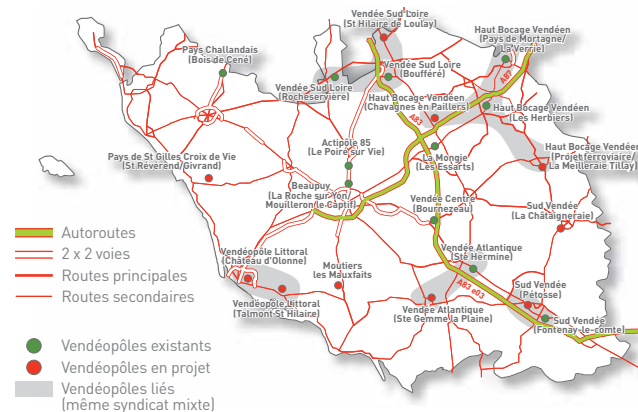 Vendée Sud Loire
(St Hilaire de Loulay)
Haut Bocage Vendéen
(Pays de Mortagne/
La Verrie)
Pays Challandais
(Bois de Cené)
Vendée Sud Loire
(Boufféré)
Vendée Sud Loire
(Rocheservière)
A87
Haut Bocage Vendéen
(Chavagnes en Paillers)
Haut Bocage Vendéen
(Les Herbiers)
A83
Actipôle 85
(Le Poiré sur Vie)
La Mongie
(Les Essarts)
Haut Bocage Vendéen
(Projet ferroviaire/
La Meilleraie Tillay)
Pays de St Gilles Croix de Vie
(St Révérend/Givrand)
Beaupuy
(La Roche sur Yon/
Mouilleron le Captif)
Vendée Centre
(Bournezeau)
Sud Vendée
(La Châtaigneraie)
Autoroutes
2 x 2 voies
Routes principales
Routes secondaires
Vendéopôle Littoral
(Château d'Olonne)
Moutiers
les Mauxfaits
Vendée Atlantique
(Ste Hermine)
Vendéopôle Littoral
(Talmont St Hilaire)
A83 e03
Vendée Atlantique
(Ste Gemme la Plaine)
Sud Vendée
(Pétosse)
Sud Vendée
(Fontenay-le-comte)
Vendéopôles existants
Vendéopôles en projet
Vendéopôles liés
(même syndicat mixte)